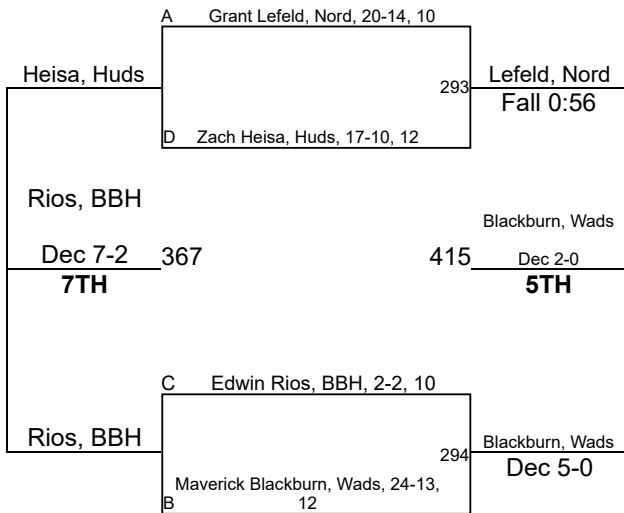 A Grant Lefeld, Nord, 20-14, 10
Heisa, Huds
293
Lefeld, Nord
Fall 0:56
D Zach Heisa, Huds, 17-10, 12
Rios, BBH
Blackburn, Wads
Dec 7-2
367
415
Dec 2-0
7TH
5TH
C Edwin Rios, BBH, 2-2, 10
Rios, BBH
294
Blackburn, Wads
Dec 5-0
Maverick Blackburn, Wads, 24-13,
B 12